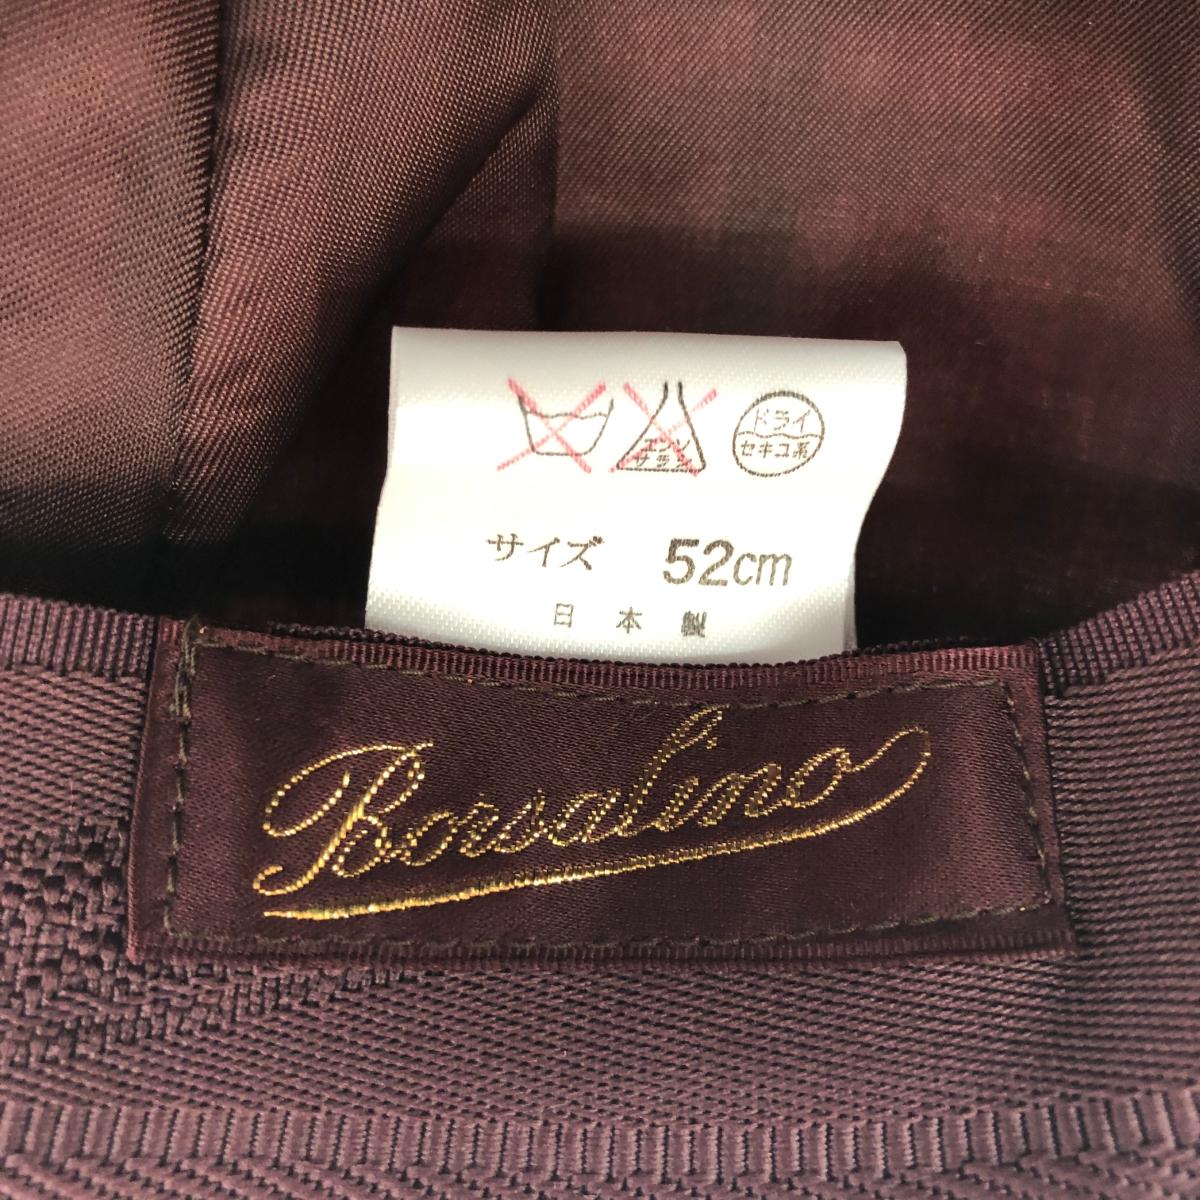 エンソ
サラシ
ドライ
セキユ系
サイズ 52cm
日本製
Borsalino